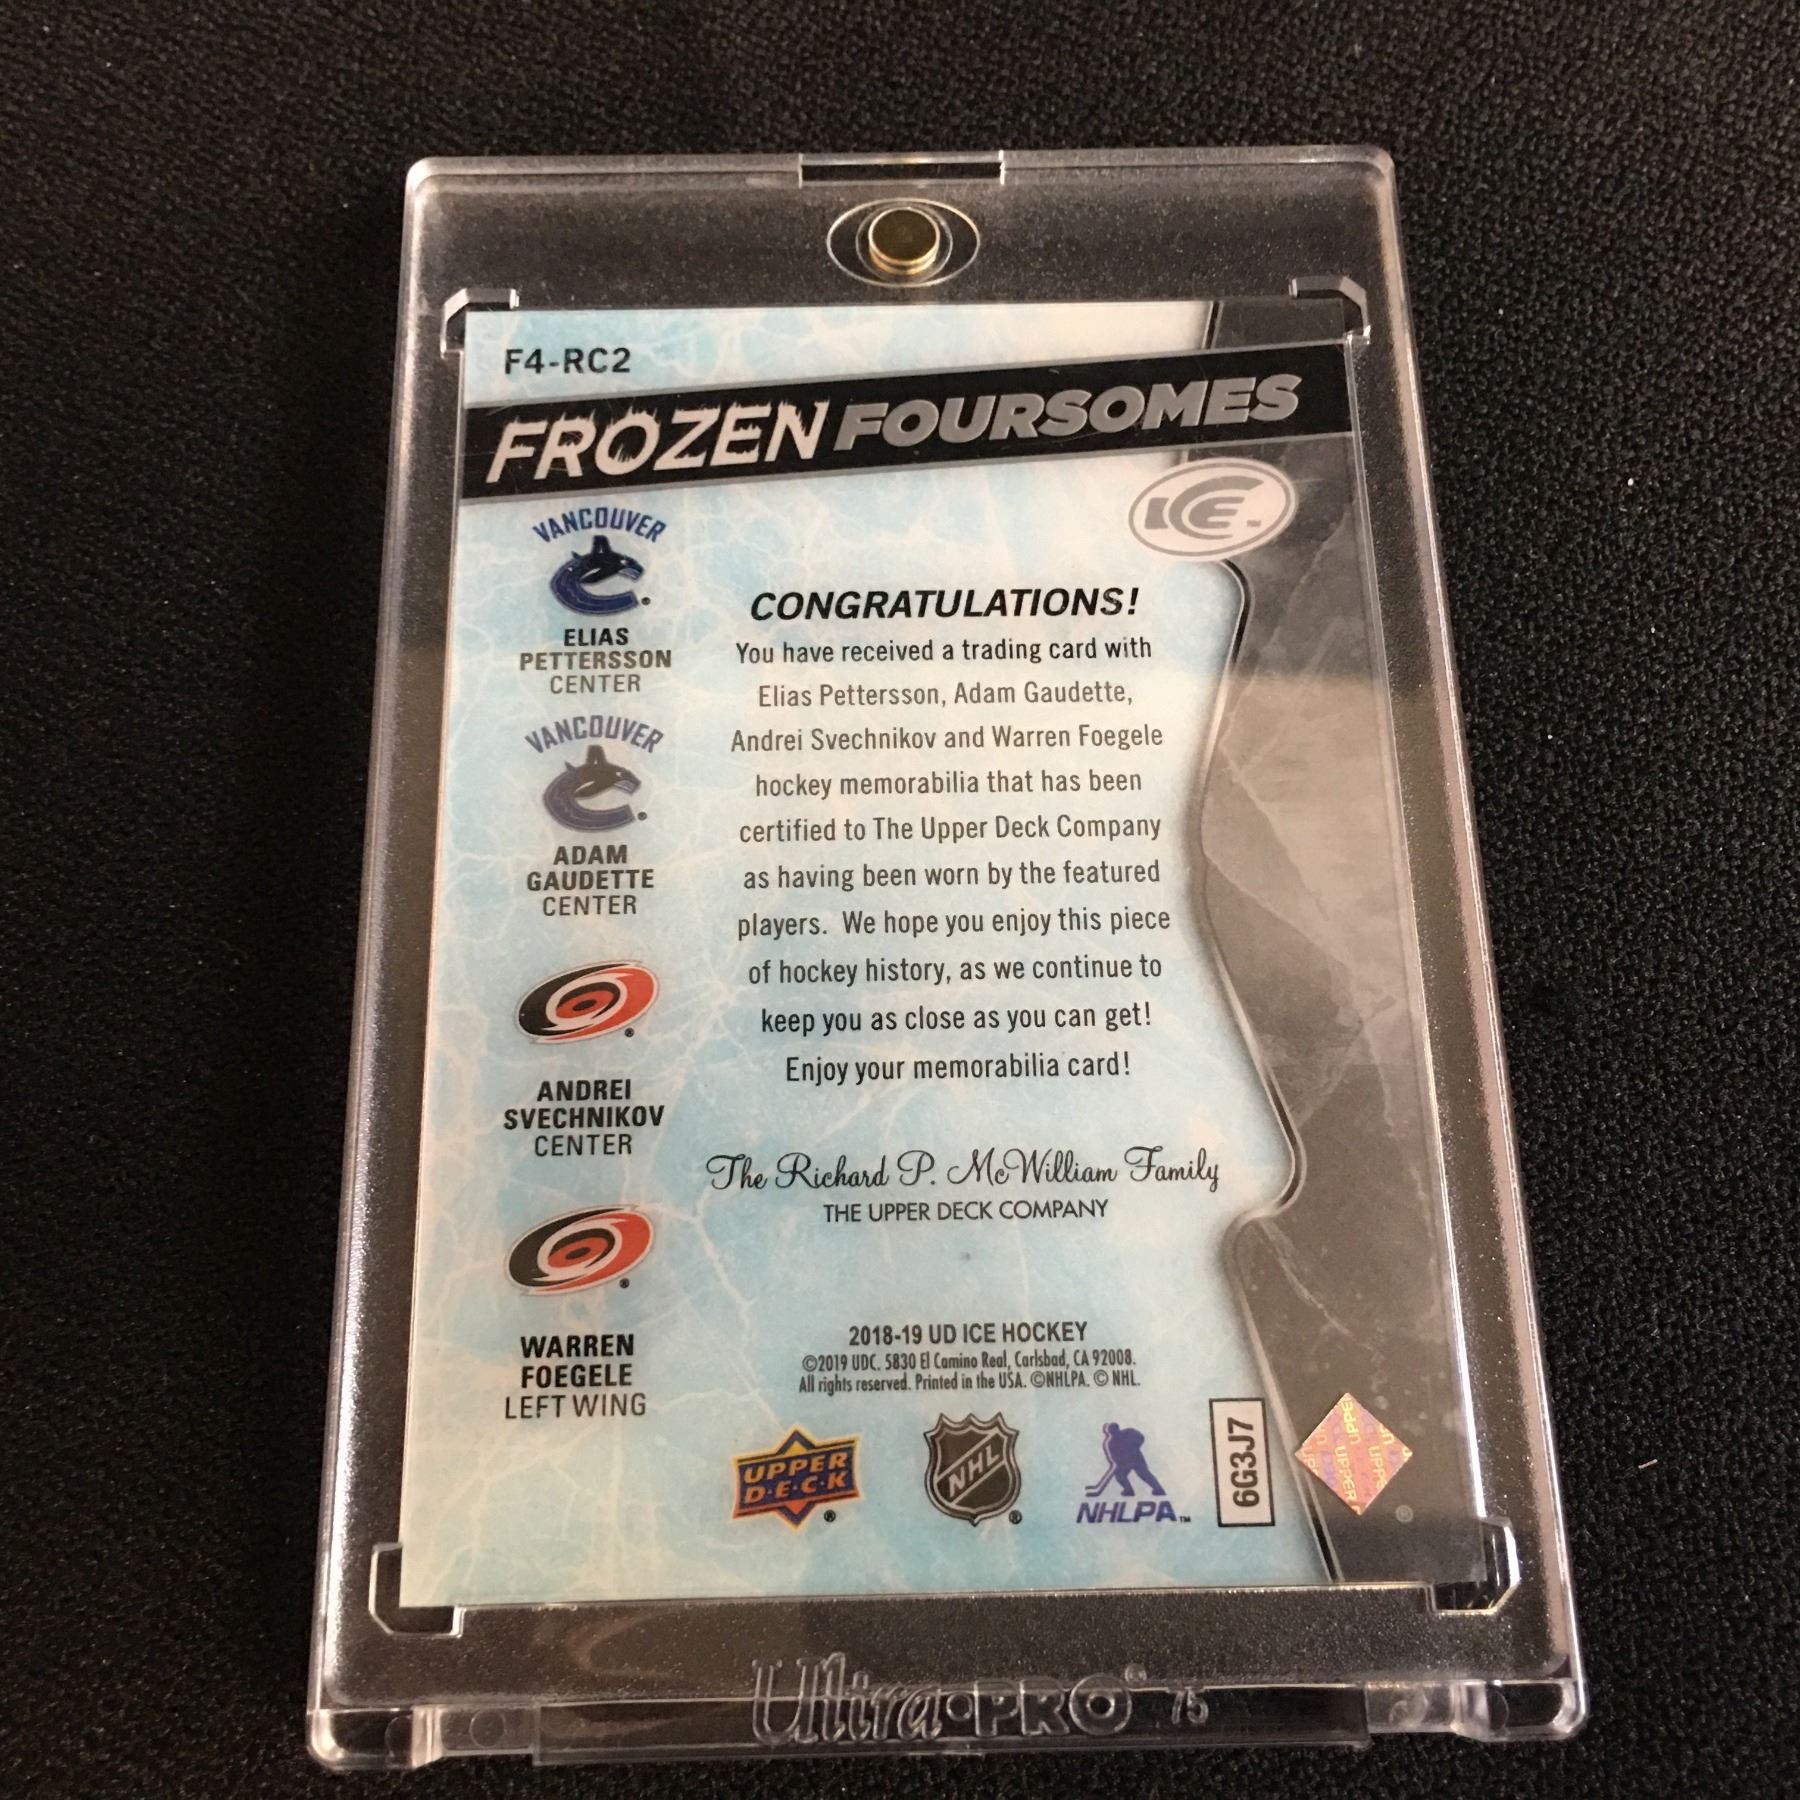 F4-RC2
FROZEN FOURSOMES
ICE™
VANCOUVER
®
ELIAS
PETTERSSON
CENTER
VANCOUVER
®
ADAM
GAUDETTE
CENTER
®
ANDREI
SVECHNIKOV
CENTER
®
WARREN
FOEGELE
LEFT WING
CONGRATULATIONS!
You have received a trading card with
Elias Pettersson, Adam Gaudette,
Andrei Svechnikov and Warren Foegele
hockey memorabilia that has been
certified to The Upper Deck Company
as having been worn by the featured
players. We hope you enjoy this piece
of hockey history, as we continue to
keep you as close as you can get!
Enjoy your memorabilia card!
The Richard P. McWilliam Family
THE UPPER DECK COMPANY
2018-19 UD ICE HOCKEY
©2019 UDC. 5830 El Camino Real, Carlsbad, CA 92008.
All rights reserved. Printed in the USA. ©NHLPA. © NHL.
UPPER
D·E·C·K
®
NHL
®
NHLPA™
6G3J7
UPPER
®
Ultra·PRO® 75